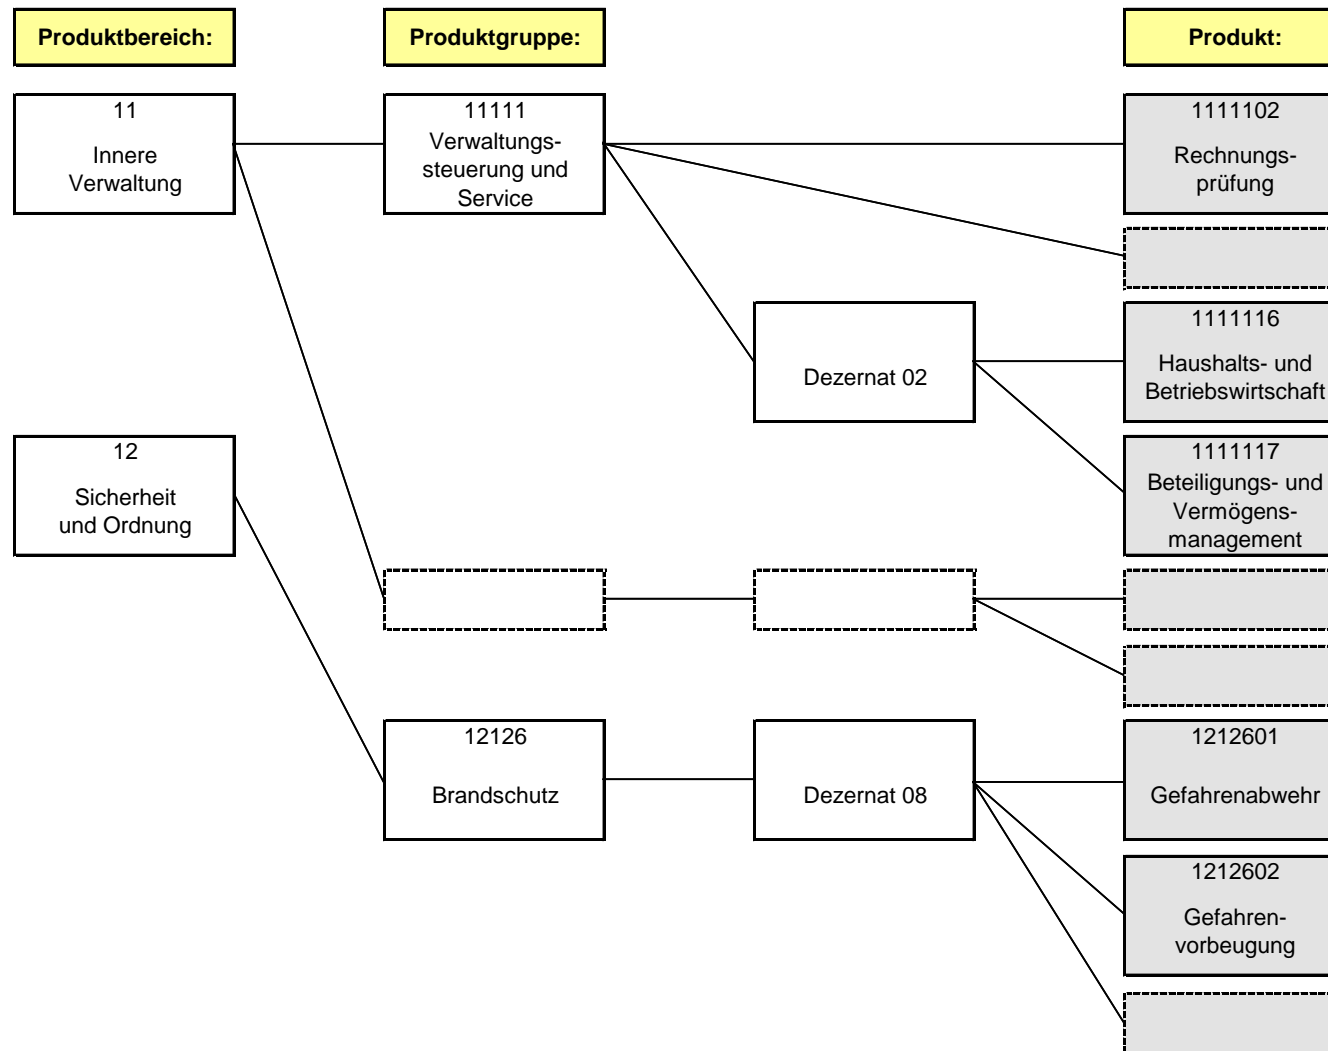 Produktbereich:
Produktgruppe:
Produkt:
11
Innere
Verwaltung
11111
Verwaltungs-
steuerung und
Service
1111102
Rechnungs-
prüfung
Dezernat 02
1111116
Haushalts- und
Betriebswirtschaft
1111117
Beteiligungs- und
Vermögens-
management
12
Sicherheit
und Ordnung
12126
Brandschutz
Dezernat 08
1212601
Gefahrenabwehr
1212602
Gefahren-
vorbeugung